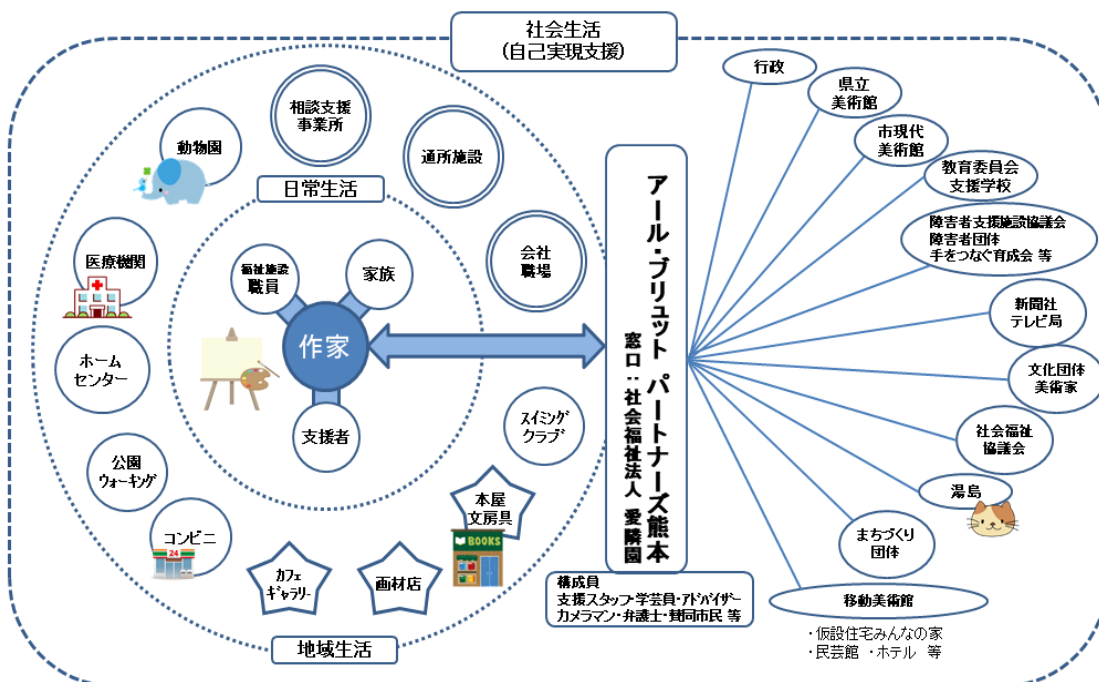 社会生活
(自己実現支援)
相談支援
事業所
動物園
通所施設
日常生活
医療機関
福祉施設
職員
家族
会社
職場
作家
ホーム
センター
支援者
スイミング
クラブ
公園
ウォーキング
本屋
文房具
BOOKS
コンビニ
24
カフェ
ギャラリー
画材店
地域生活
アール・ブリュット パートナーズ熊本
窓口:社会福祉法人 愛隣園
構成員
支援スタッフ・学芸員・アドバイザー
カメラマン・弁護士・賛同市民 等
行政
県立
美術館
市現代
美術館
教育委員会
支援学校
障害者支援施設協議会
障害者団体
手をつなぐ育成会 等
新聞社
テレビ局
文化団体
美術家
社会福祉
協議会
湯島
まちづくり
団体
移動美術館
・仮設住宅みんなの家
・民芸館 ・ホテル 等